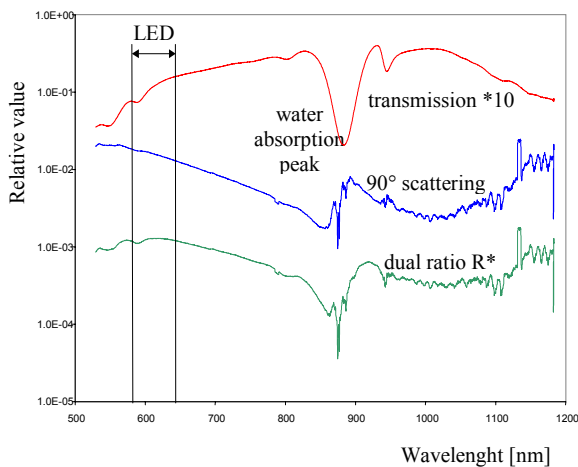 LED
1.0E+00
1.0E-01
1.0E-02
1.0E-03
1.0E-04
1.0E-05
Relative value
water
absorption
peak
transmission *10
90° scattering
dual ratio R*
500 600 700 800 900 1000 1100 1200
Wavelenght [nm]